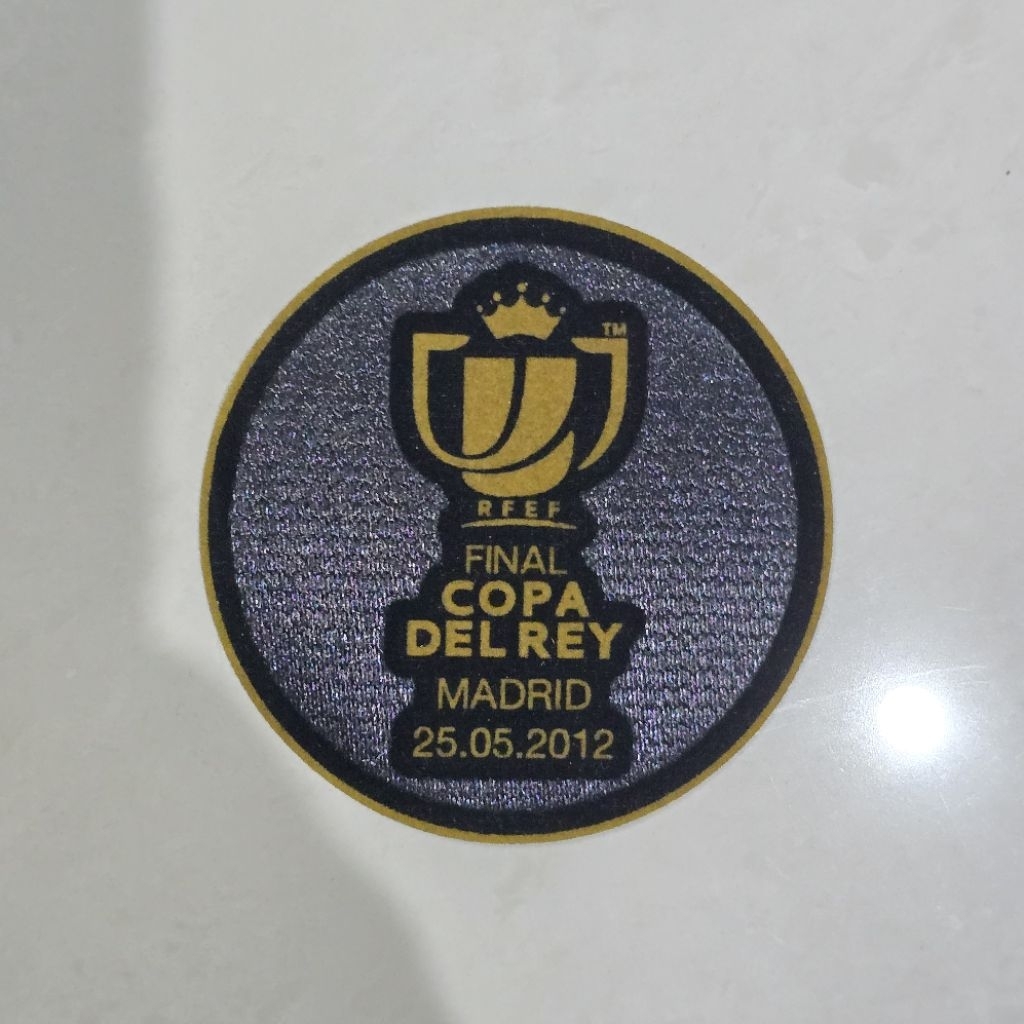 TM
RFEF
FINAL
COPA
DEL REY
MADRID
25.05.2012